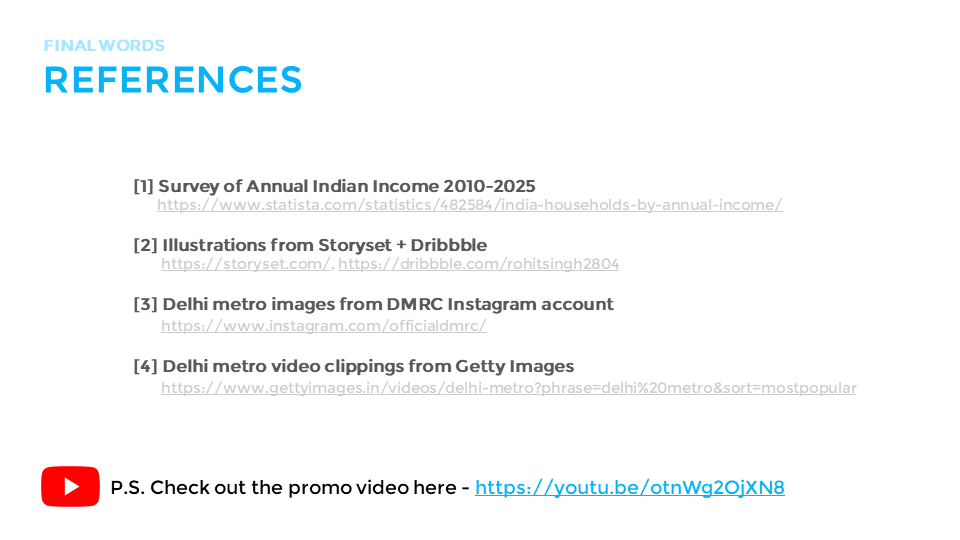 FINAL WORDS
REFERENCES
[1] Survey of Annual Indian Income 2010-2025
https://www.statista.com/statistics/482584/india-households-by-annual-income/
[2] Illustrations from Storyset + Dribbble
https://storyset.com/, https://dribbble.com/rohitsingh2804
[3] Delhi metro images from DMRC Instagram account
https://www.instagram.com/officialdmrc/
[4] Delhi metro video clippings from Getty Images
https://www.gettyimages.in/videos/delhi-metro?phrase=delhi%20metro&sort=mostpopular
P.S. Check out the promo video here - https://youtu.be/otnWg2OjXN8